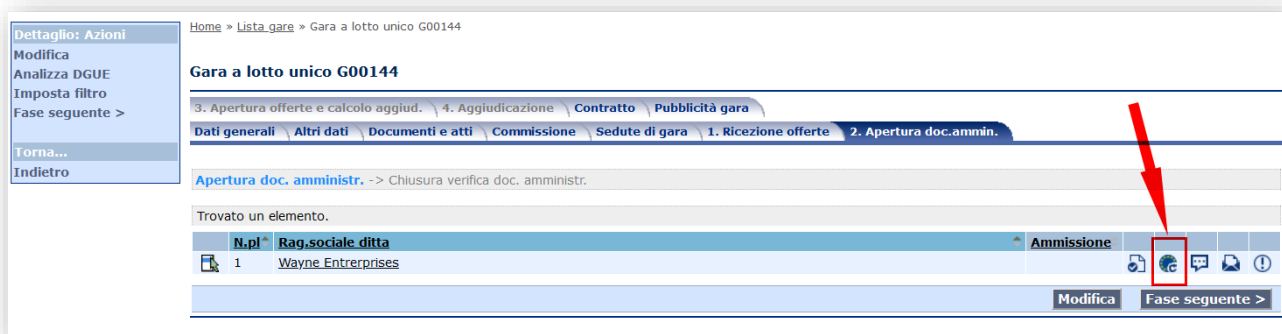 Dettaglio: Azioni
Modifica
Analizza DGUE
Imposta filtro
Fase seguente >
Torna...
Indietro
Home » Lista gare » Gara a lotto unico G00144
Gara a lotto unico G00144
3. Apertura offerte e calcolo aggiud. 4. Aggiudicazione Contratto Pubblicità gara
Dati generali Altri dati Documenti e atti Commissione Sedute di gara 1. Ricezione offerte 2. Apertura doc.ammin.
Apertura doc. amministr. -> Chiusura verifica doc. amministr.
Trovato un elemento.
N.pl Rag.sociale ditta Ammissione
1 Wayne Entrerprises
Modifica Fase seguente >